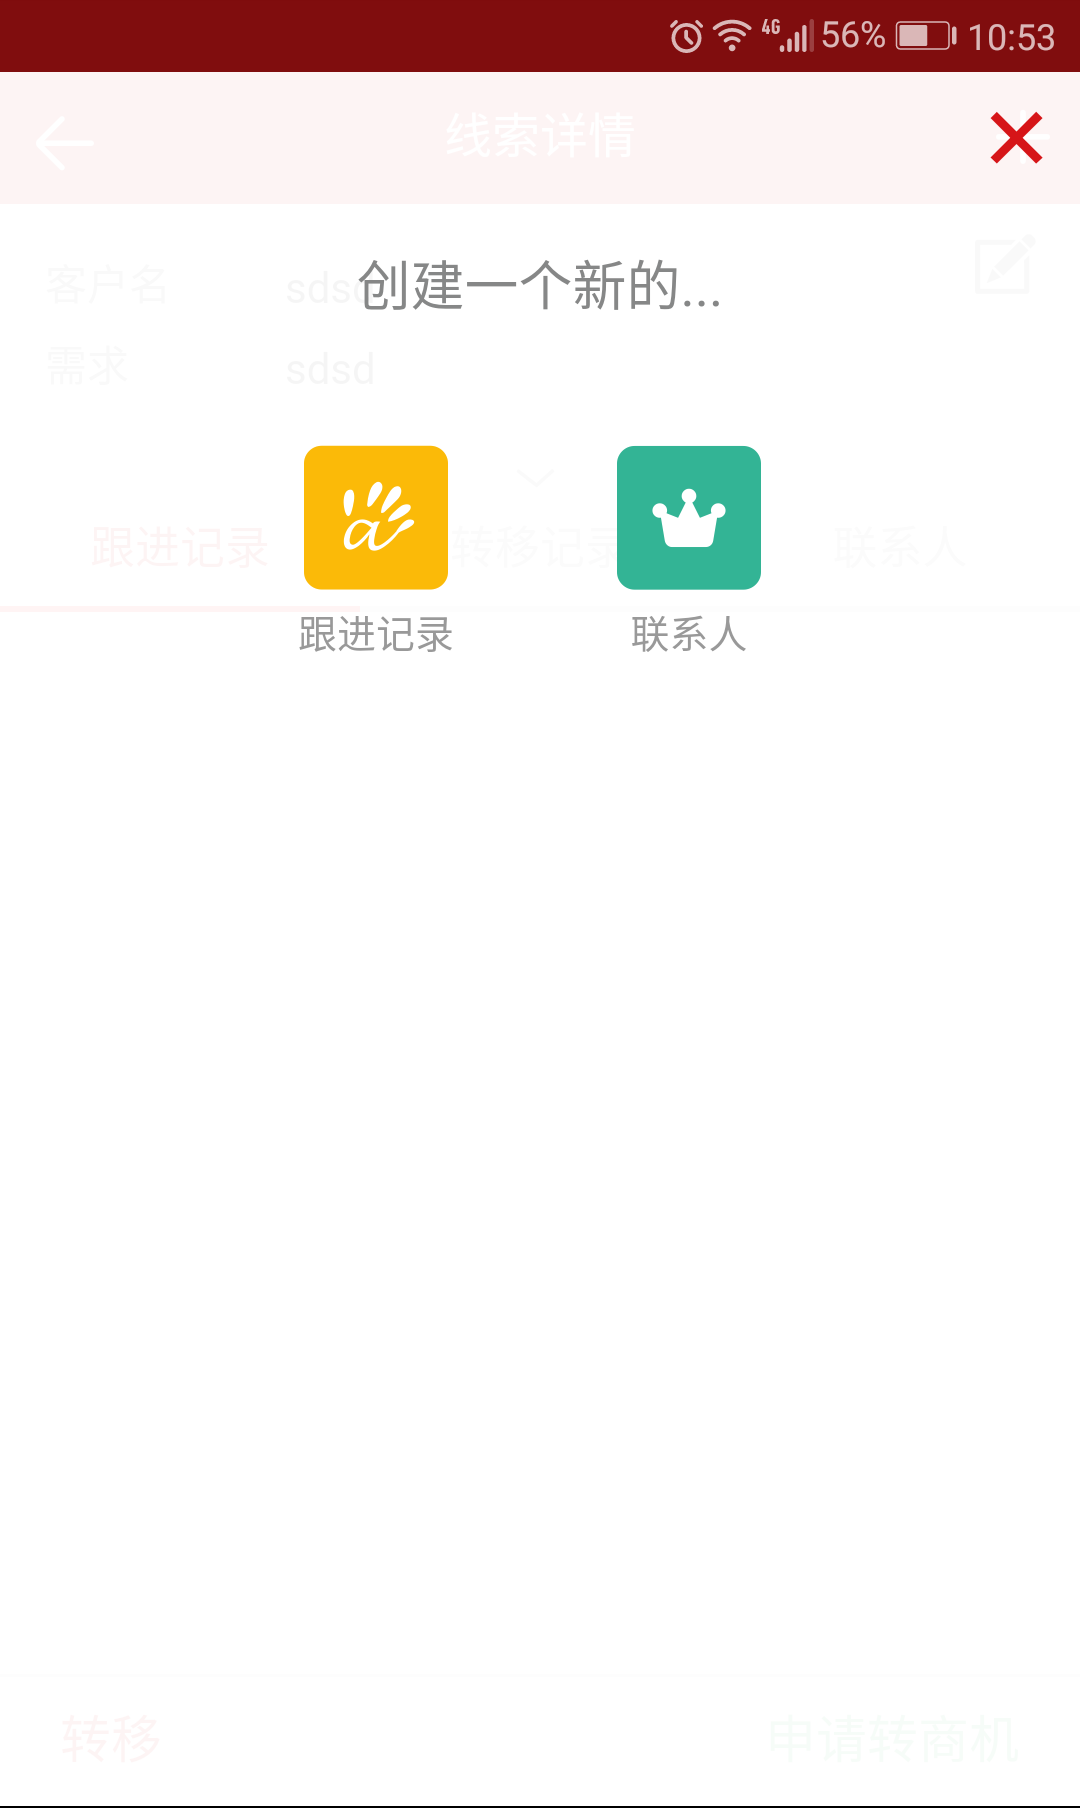 4G 56% 10:53
线索详情
创建一个新的...
客户名 sdsd
需求 sdsd
跟进记录 转移记录 联系人
跟进记录 联系人
转移 申请转商机